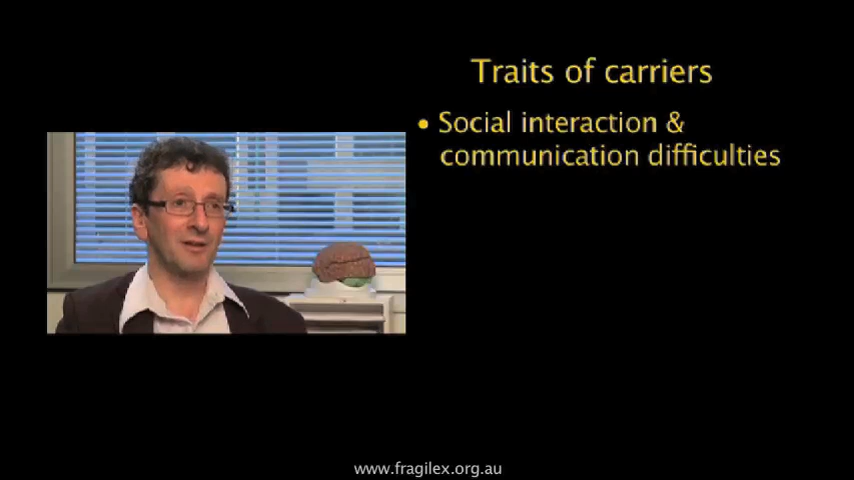 Traits of carriers
• Social interaction &
communication difficulties
www.fragilex.org.au